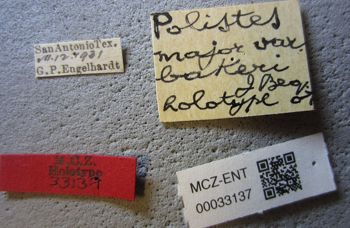 San Antonio Tex.
G. P. Engelhardt
Polistes
major var.
bakeri
J. Beq.
holotype ♂
M.C.Z.
Holotype
33137
MCZ-ENT
00033137